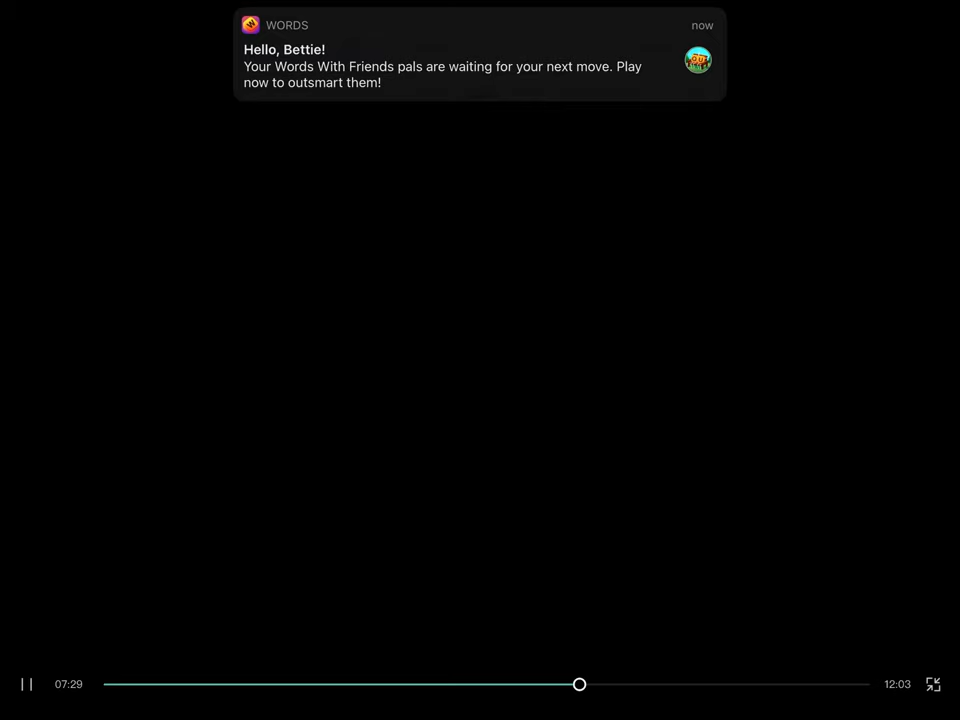 WORDS now
Hello, Bettie!
Your Words With Friends pals are waiting for your next move. Play
now to outsmart them!
07:29 12:03